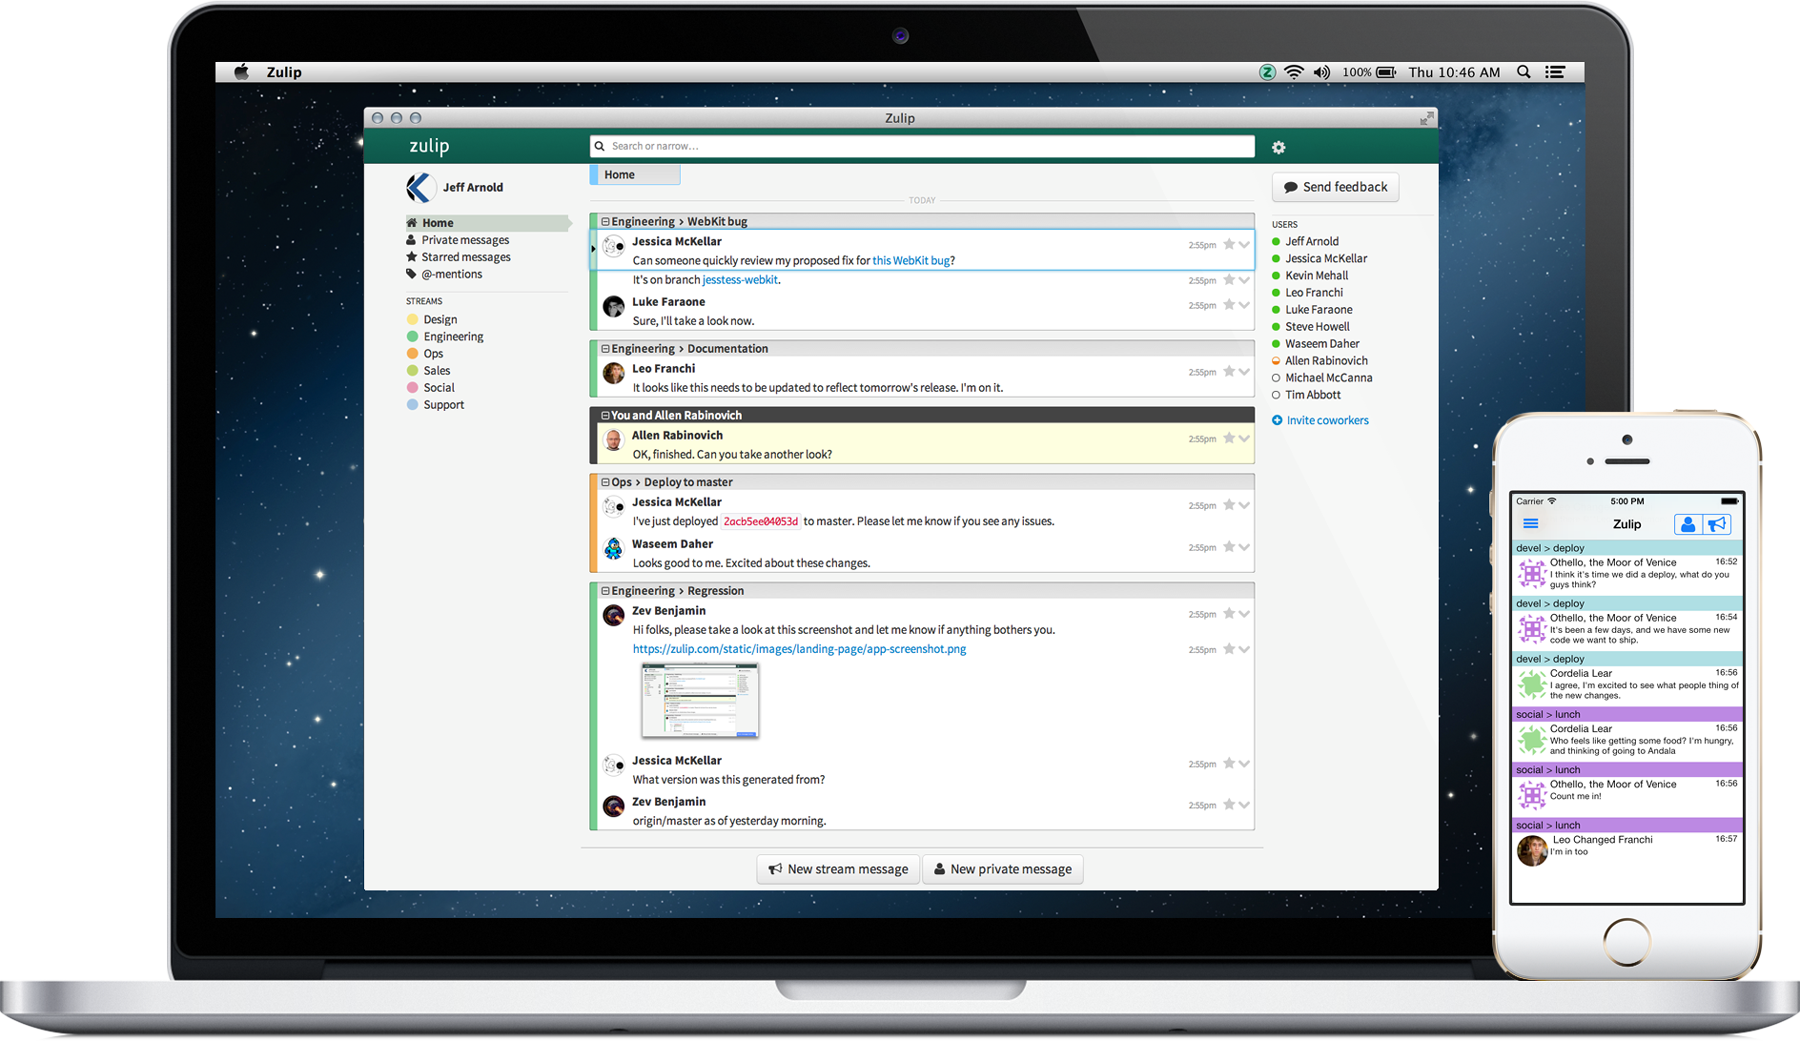 Zulip
100%
Thu 10:46 AM
Zulip
zulip
Search or narrow...
Jeff Arnold
Home
Private messages
Starred messages
@-mentions
STREAMS
Design
Engineering
Ops
Sales
Social
Support
Home
TODAY
Engineering > WebKit bug
Jessica McKellar
2:55pm
Can someone quickly review my proposed fix for this WebKit bug?
It's on branch jesstess-webkit.
2:55pm
Luke Faraone
2:55pm
Sure, I'll take a look now.
Engineering > Documentation
Leo Franchi
2:55pm
It looks like this needs to be updated to reflect tomorrow's release. I'm on it.
You and Allen Rabinovich
Allen Rabinovich
2:55pm
OK, finished. Can you take another look?
Ops > Deploy to master
Jessica McKellar
2:55pm
I've just deployed 2acb5ee04053d to master. Please let me know if you see any issues.
Waseem Daher
2:55pm
Looks good to me. Excited about these changes.
Engineering > Regression
Zev Benjamin
2:55pm
Hi folks, please take a look at this screenshot and let me know if anything bothers you.
https://zulip.com/static/images/landing-page/app-screenshot.png
2:55pm
Jessica McKellar
2:55pm
What version was this generated from?
Zev Benjamin
2:55pm
origin/master as of yesterday morning.
New stream message
New private message
Send feedback
USERS
Jeff Arnold
Jessica McKellar
Kevin Mehall
Leo Franchi
Luke Faraone
Steve Howell
Waseem Daher
Allen Rabinovich
Michael McCanna
Tim Abbott
Invite coworkers
Carrier
5:00 PM
Zulip
devel > deploy
Othello, the Moor of Venice
16:52
I think it's time we did a deploy, what do you
guys think?
devel > deploy
Othello, the Moor of Venice
16:54
It's been a few days, and we have some new
code we want to ship.
devel > deploy
Cordelia Lear
16:56
I agree, I'm excited to see what people thing of
the new changes.
social > lunch
Cordelia Lear
16:56
Who feels like getting some food? I'm hungry,
and thinking of going to Andala
social > lunch
Othello, the Moor of Venice
16:56
Count me in!
social > lunch
Leo Changed Franchi
16:57
I'm in too